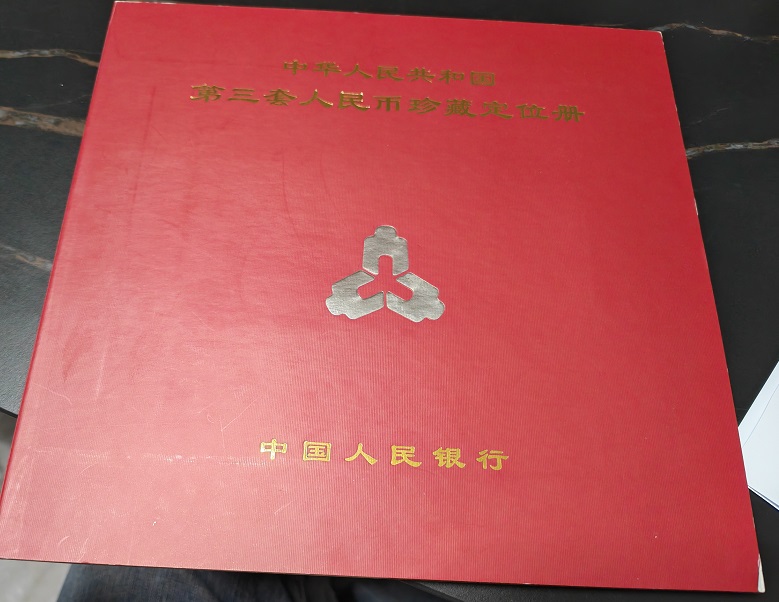 中华人民共和国
第三套人民币珍藏定位册
中国人民银行